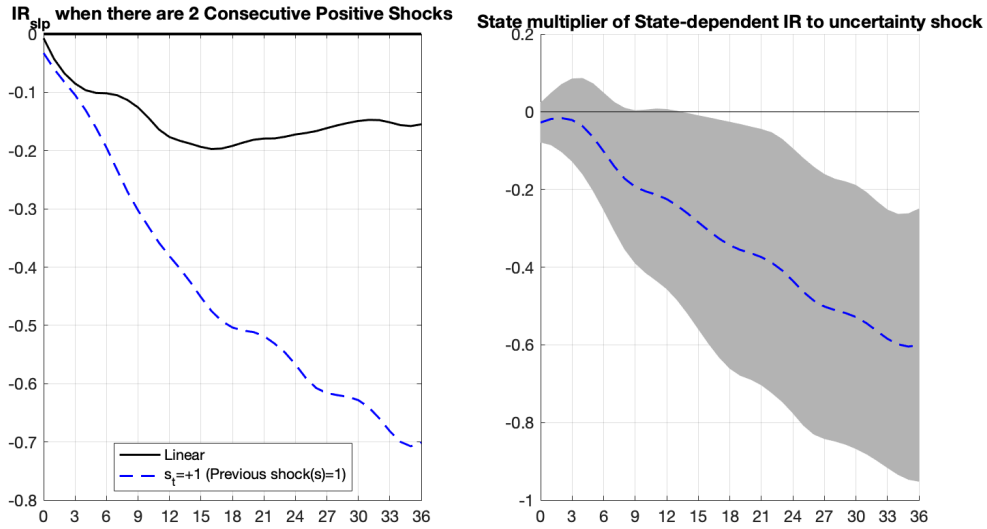 IR_slp when there are 2 Consecutive Positive Shocks
0
-0.1
-0.2
-0.3
-0.4
-0.5
-0.6
-0.7
-0.8
Linear
s_t=+1 (Previous shock(s)=1)
0 3 6 9 12 15 18 21 24 27 30 33 36
State multiplier of State-dependent IR to uncertainty shock
0.2
0
-0.2
-0.4
-0.6
-0.8
-1
0 3 6 9 12 15 18 21 24 27 30 33 36